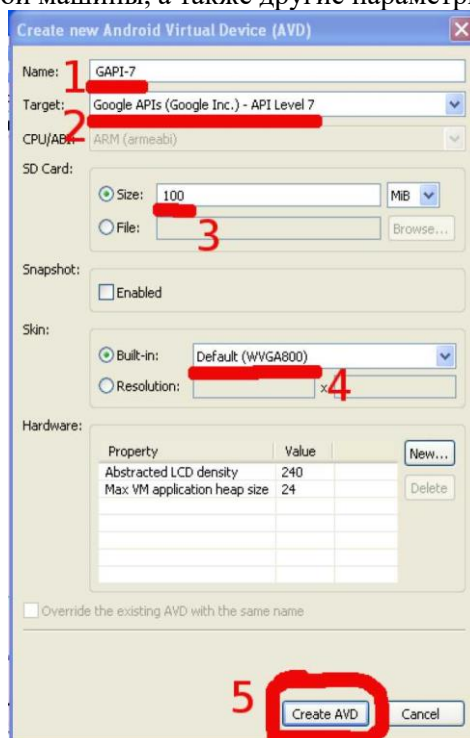 ой машины, а также другие параметры
Create new Android Virtual Device (AVD)
Name: GAPI-7
1
Target: Google APIs (Google Inc.) - API Level 7
2
CPU/ABI: ARM (armeabi)
SD Card:
Size: 100 MiB
3
File: Browse...
Snapshot:
Enabled
Skin:
Built-in: Default (WVGA800)
Resolution: x
4
Hardware:
Property Value New...
Abstracted LCD density 240 Delete
Max VM application heap size 24
Override the existing AVD with the same name
5
Create AVD Cancel